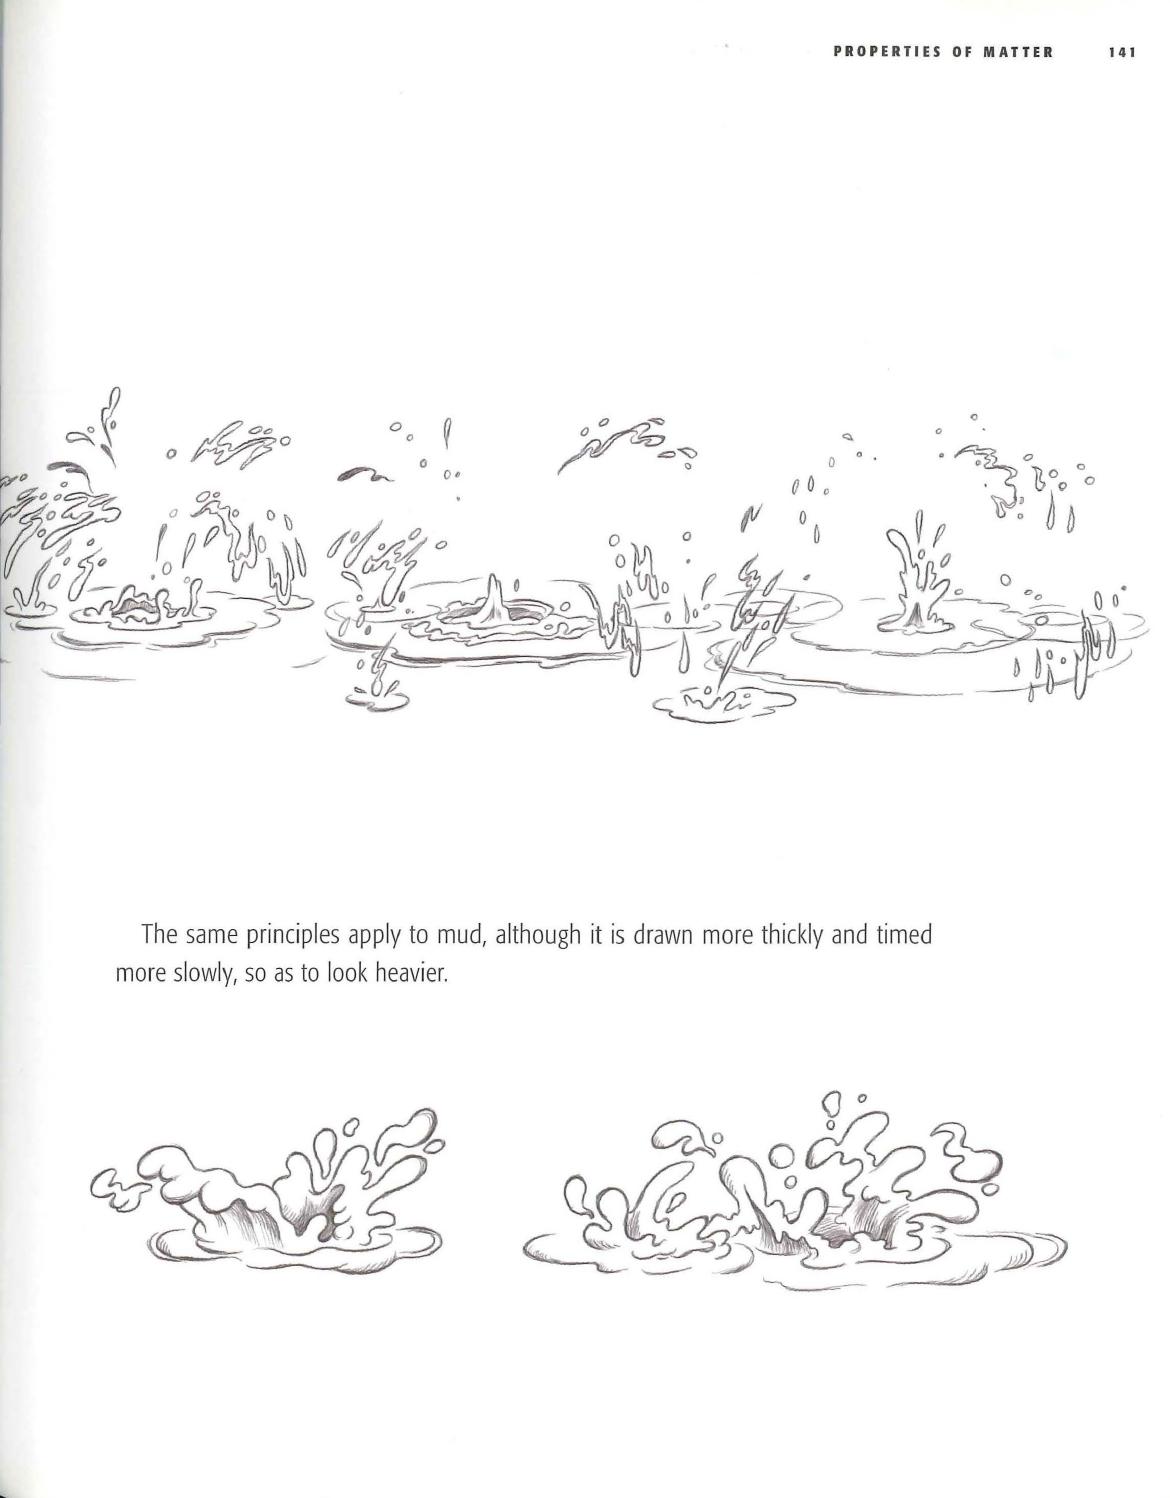 PROPERTIES OF MATTER 141
The same principles apply to mud, although it is drawn more thickly and timed
more slowly, so as to look heavier.